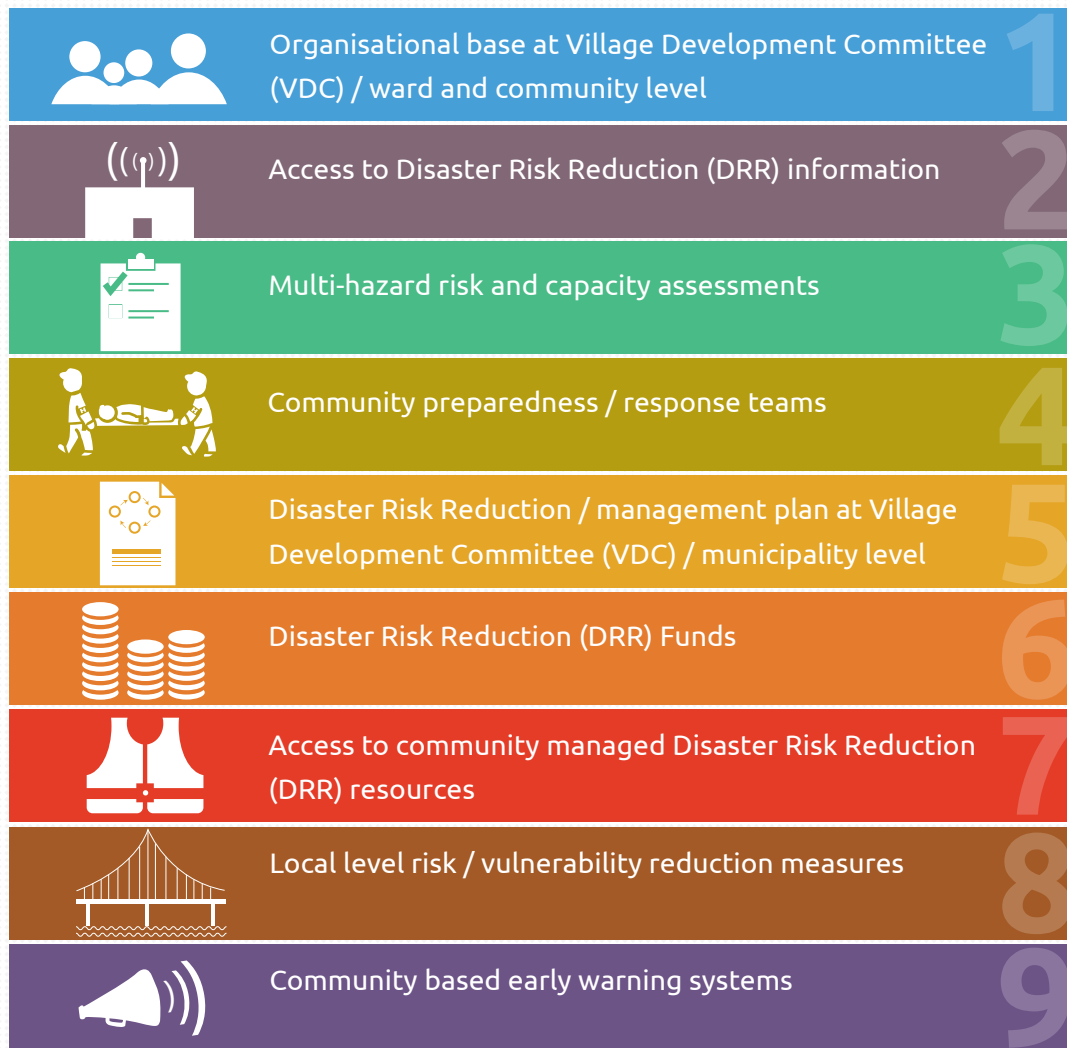 Organisational base at Village Development Committee
(VDC) / ward and community level
1
Access to Disaster Risk Reduction (DRR) information
2
Multi-hazard risk and capacity assessments
3
Community preparedness / response teams
4
Disaster Risk Reduction / management plan at Village
Development Committee (VDC) / municipality level
5
Disaster Risk Reduction (DRR) Funds
6
Access to community managed Disaster Risk Reduction
(DRR) resources
7
Local level risk / vulnerability reduction measures
8
Community based early warning systems
9